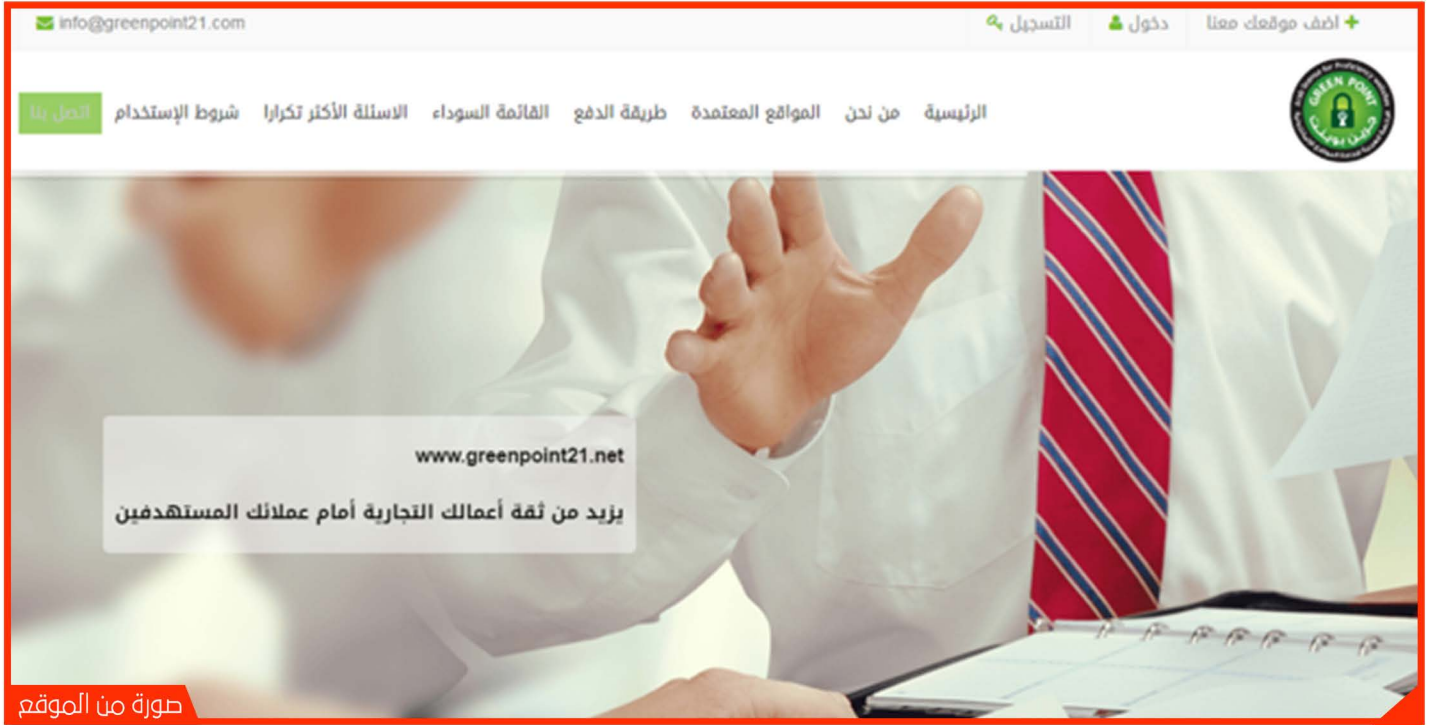 + اضف موقعك معنا دخول التسجيل info@greenpoint21.com
GREEN POINT
جرين بوينت
الرئيسية من نحن المواقع المعتمدة طريقة الدفع القائمة السوداء الاسئلة الأكثر تكرارا شروط الإستخدام اتصل بنا
www.greenpoint21.net
يزيد من ثقة أعمالك التجارية أمام عملائك المستهدفين
صورة من الموقع